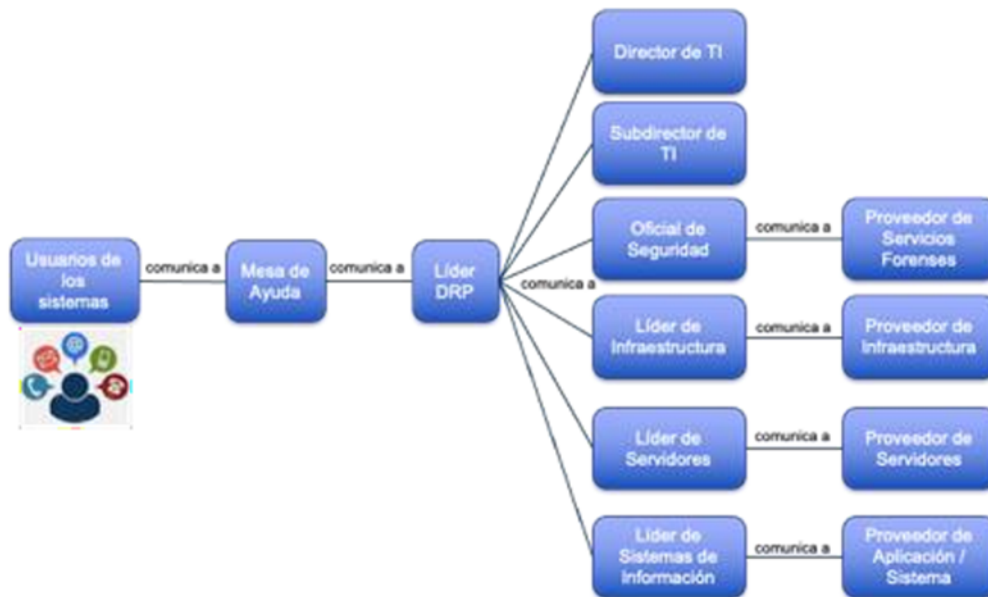 Director de TI
Subdirector de
TI
Usuarios de
los
sistemas
comunica a
Mesa de
Ayuda
comunica a
Líder
DRP
comunica a
Oficial de
Seguridad
comunica a
Proveedor de
Servicios
Forenses
Líder de
Infraestructura
comunica a
Proveedor de
Infraestructura
Líder de
Servidores
comunica a
Proveedor de
Servidores
Líder de
Sistemas de
Información
comunica a
Proveedor de
Aplicación /
Sistema